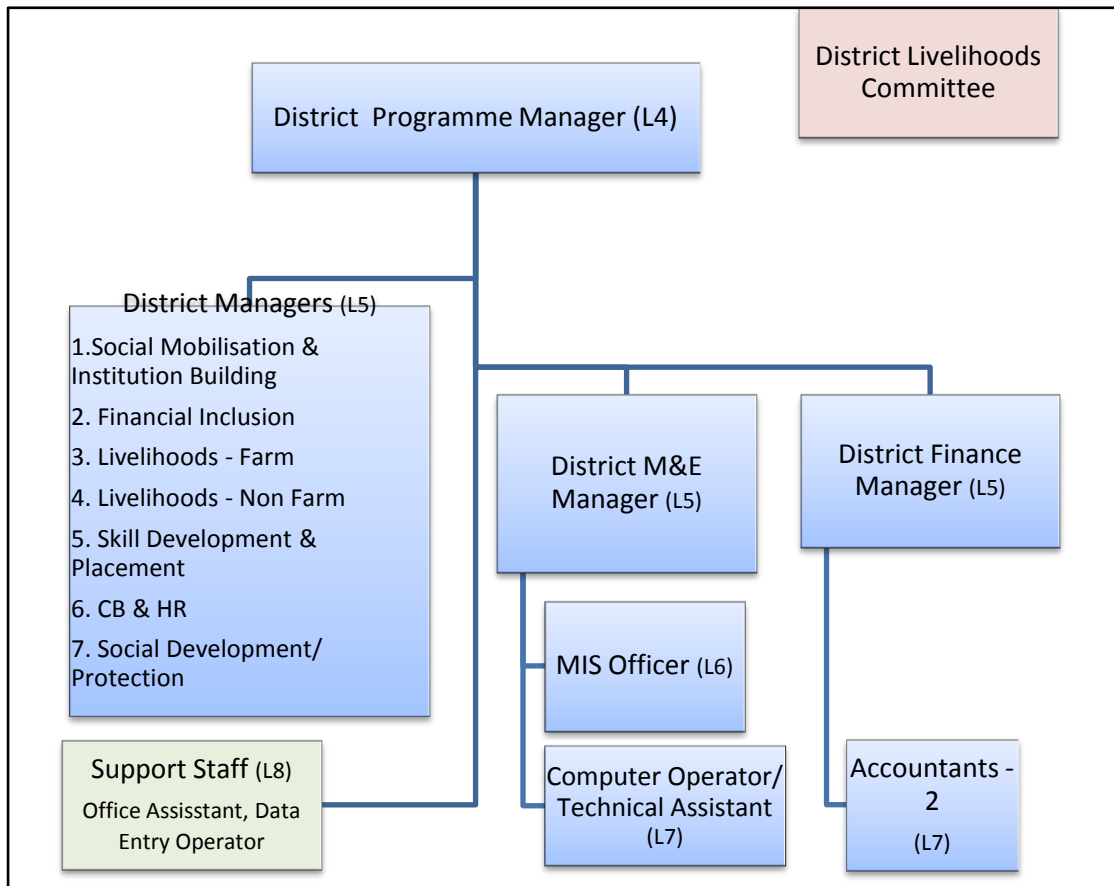 District Livelihoods
Committee
District Programme Manager (L4)
District Managers (L5)
1.Social Mobilisation &
Institution Building
2. Financial Inclusion
3. Livelihoods - Farm
4. Livelihoods - Non Farm
5. Skill Development &
Placement
6. CB & HR
7. Social Development/
Protection
District M&E
Manager (L5)
District Finance
Manager (L5)
MIS Officer (L6)
Support Staff (L8)
Office Assisstant, Data
Entry Operator
Computer Operator/
Technical Assistant
(L7)
Accountants -
2
(L7)